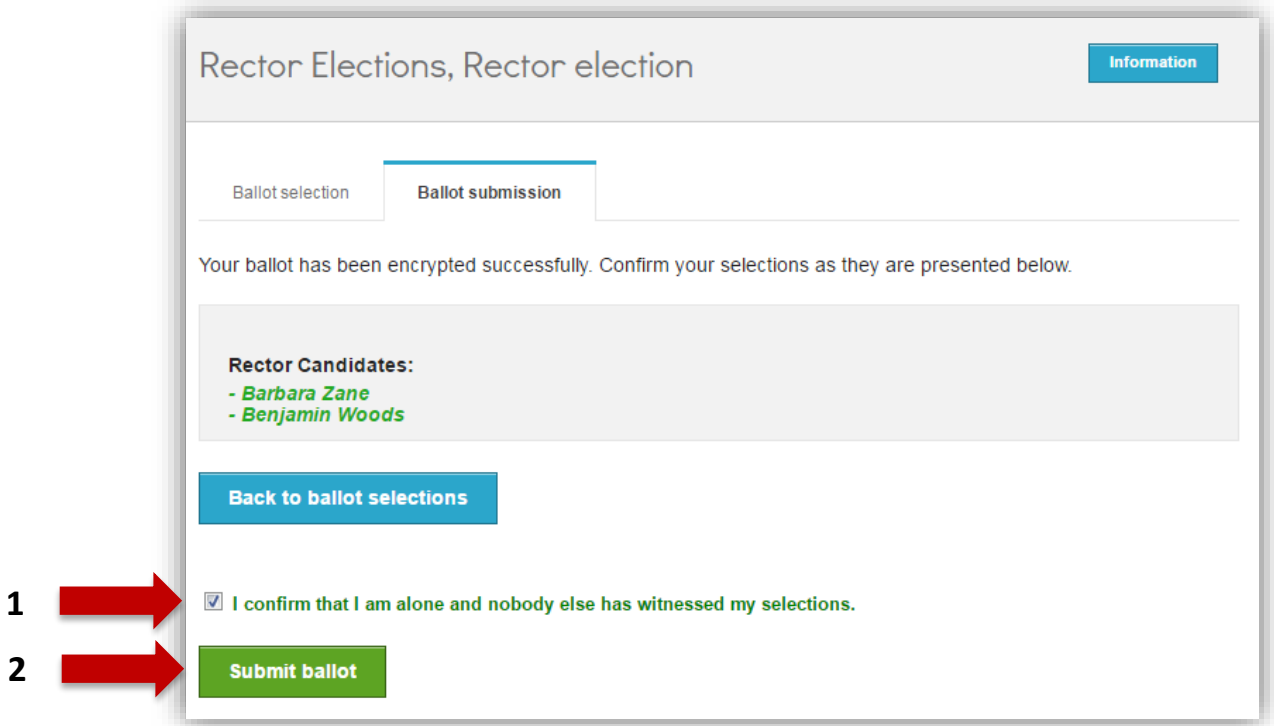 Rector Elections, Rector election
Information
Ballot selection
Ballot submission
Your ballot has been encrypted successfully. Confirm your selections as they are presented below.
Rector Candidates:
- Barbara Zane
- Benjamin Woods
Back to ballot selections
1
I confirm that I am alone and nobody else has witnessed my selections.
2
Submit ballot